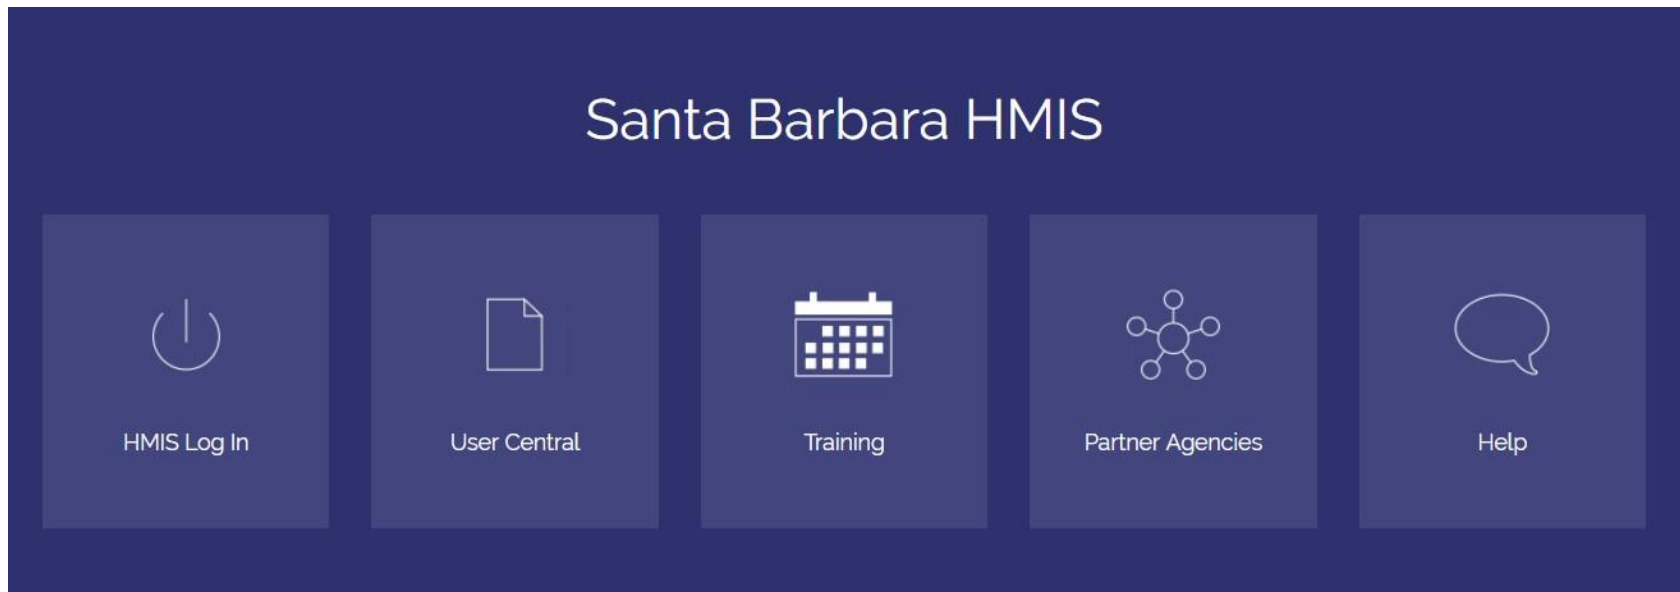 Santa Barbara HMIS
HMIS Log In
User Central
Training
Partner Agencies
Help